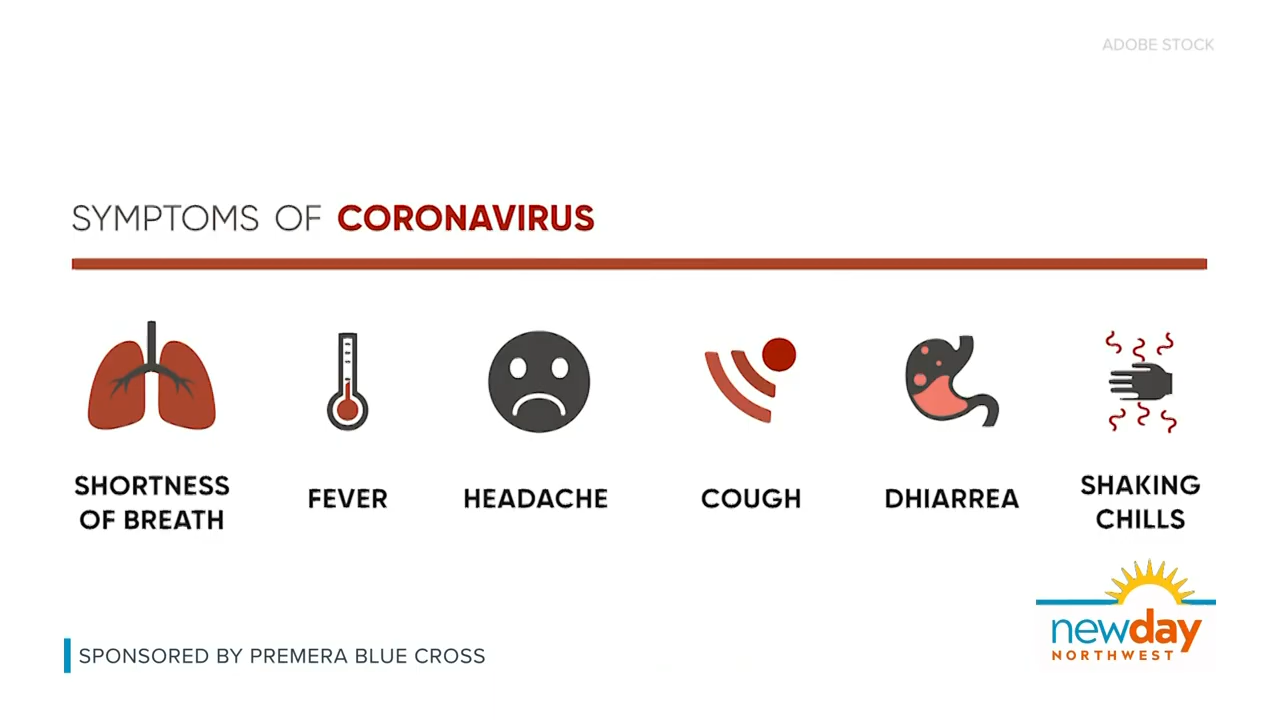 ADOBE STOCK
SYMPTOMS OF CORONAVIRUS
SHORTNESS
OF BREATH
FEVER
HEADACHE
COUGH
DHIARREA
SHAKING
CHILLS
SPONSORED BY PREMERA BLUE CROSS
newday
NORTHWEST